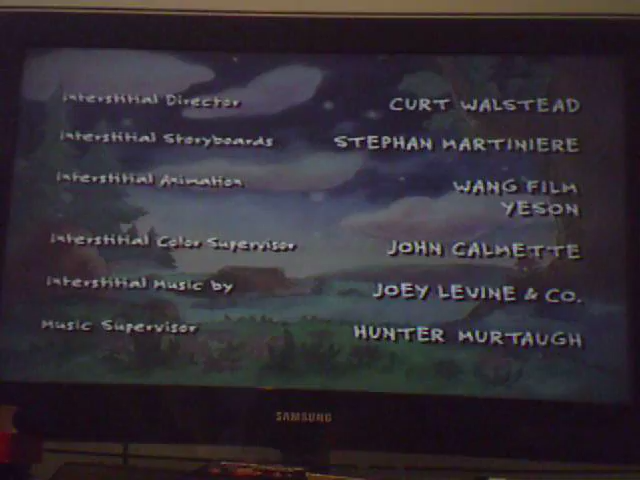 Interstitial Director CURT WALSTEAD
Interstitial Storyboards STEPHAN MARTINIERE
Interstitial Animation WANG FILM
YESON
Interstitial Color Supervisor JOHN CALMETTE
Interstitial Music by JOEY LEVINE & CO.
Music Supervisor HUNTER MURTAUGH
SAMSUNG